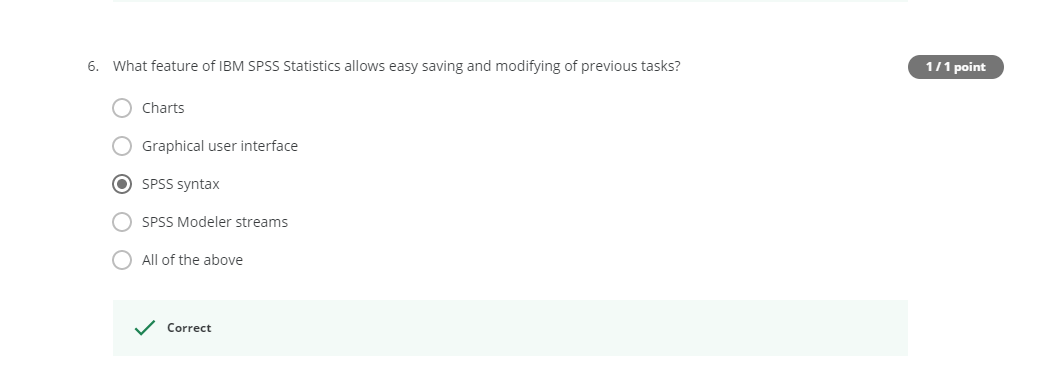 6. What feature of IBM SPSS Statistics allows easy saving and modifying of previous tasks?
1 / 1 point
Charts
Graphical user interface
SPSS syntax
SPSS Modeler streams
All of the above
Correct